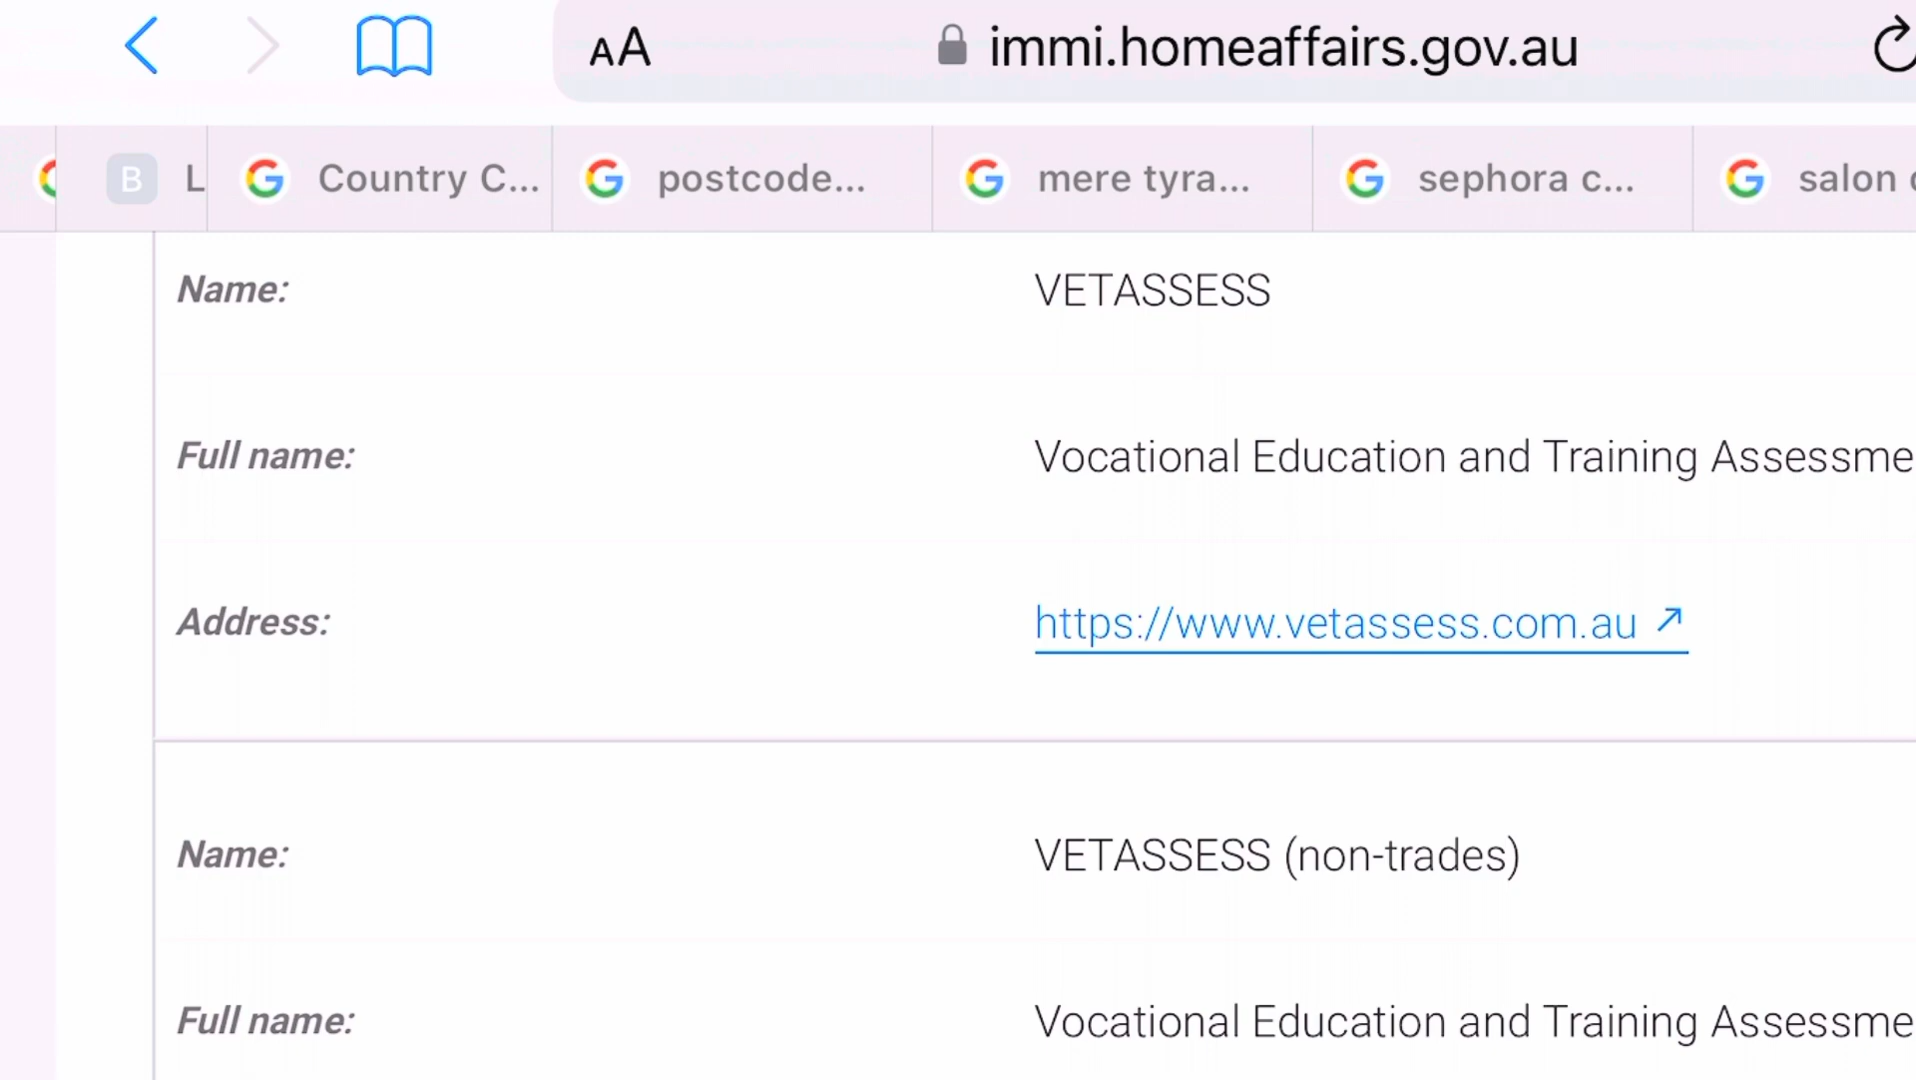 AA immi.homeaffairs.gov.au
B L Country C... postcode... mere tyra... sephora c... salon
Name: VETASSESS
Full name: Vocational Education and Training Assessme
Address: https://www.vetassess.com.au ↗
Name: VETASSESS (non-trades)
Full name: Vocational Education and Training Assessme